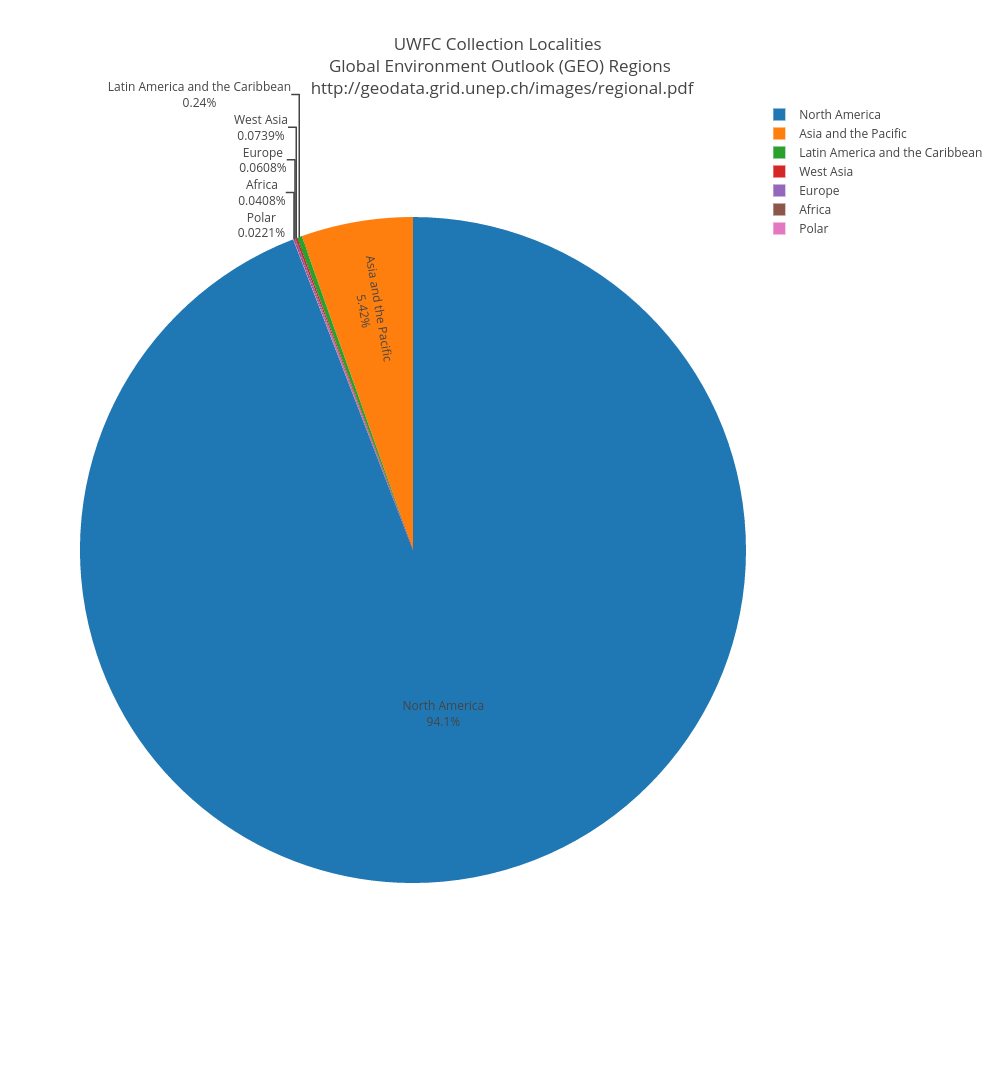 UWFC Collection Localities
Global Environment Outlook (GEO) Regions
http://geodata.grid.unep.ch/images/regional.pdf
Latin America and the Caribbean
0.24%
West Asia
0.0739%
Europe
0.0608%
Africa
0.0408%
Polar
0.0221%
Asia and the Pacific
5.42%
North America
94.1%
North America
Asia and the Pacific
Latin America and the Caribbean
West Asia
Europe
Africa
Polar